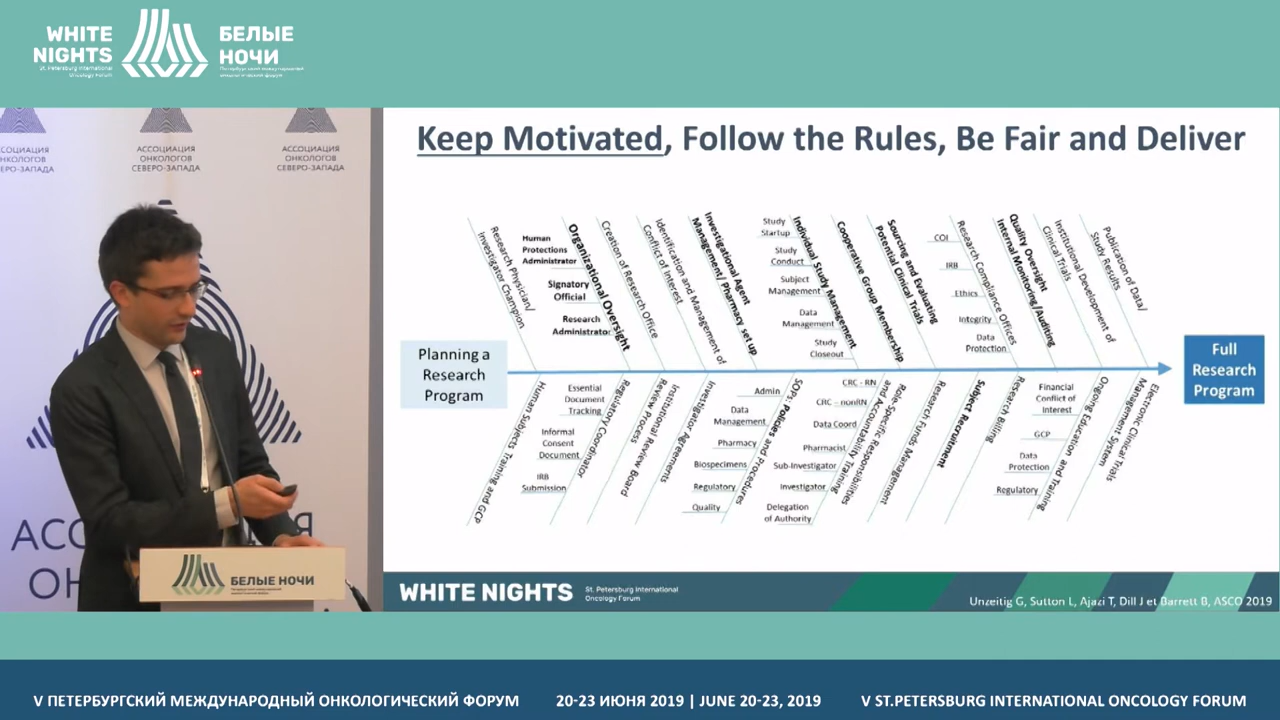 WHITE
NIGHTS
St. Petersburg International
Oncology Forum
БЕЛЫЕ
НОЧИ
Петербургский международный
онкологический форум
АССОЦИАЦИЯ
ОНКОЛОГОВ
СЕВЕРО-ЗАПАДА
АССОЦИАЦИЯ
ОНКОЛОГОВ
СЕВЕРО-ЗАПАДА
БЕЛЫЕ НОЧИ
Keep Motivated, Follow the Rules, Be Fair and Deliver
Planning a
Research
Program
Research Physician/
Investigator Champion
Human
Protections
Administrator
Signatory
Official
Research
Administrator
Organizational Oversight
Creation of Research Office
Identification and Management of
Conflict of Interest
Investigational Agent
Management/ Pharmacy set up
Study
Startup
Study
Conduct
Subject
Management
Data
Management
Study
Closeout
Individual Study Management
Cooperative Group Membership
Sourcing and Evaluating
Potential Clinical Trials
COI
IRB
Ethics
Integrity
Data
Protection
Research Compliance Offices
Quality Oversight
Internal Monitoring/Auditing
Institutional Development of
Clinical Trials
Publication of Data/
Study Results
Full
Research
Program
Human Subjects Training and GCP
Essential
Document
Tracking
Informal
Consent
Document
IRB
Submission
Regulatory Coordinator
Institutional Review Board
Review Process
Investigator Agreements
Admin
Data
Management
Pharmacy
Biospecimens
Regulatory
Quality
SOPs: Policies and Procedures
CRC - RN
CRC - nonRN
Data Coord
Pharmacist
Sub-Investigator
Investigator
Delegation
of Authority
Role-Specific Responsibilities
and Accountability Training
Research Funds Management
Subject Recruitment
Research Billing
Financial
Conflict of
Interest
GCP
Data
Protection
Regulatory
Ongoing Education and Training
Electronic Clinical Trials
Management System
WHITE NIGHTS
St. Petersburg International
Oncology Forum
Unzeitig G, Sutton L, Ajazi T, Dill J et Barrett B, ASCO 2019
V ПЕТЕРБУРГСКИЙ МЕЖДУНАРОДНЫЙ ОНКОЛОГИЧЕСКИЙ ФОРУМ
20-23 ИЮНЯ 2019 | JUNE 20-23, 2019
V ST.PETERSBURG INTERNATIONAL ONCOLOGY FORUM